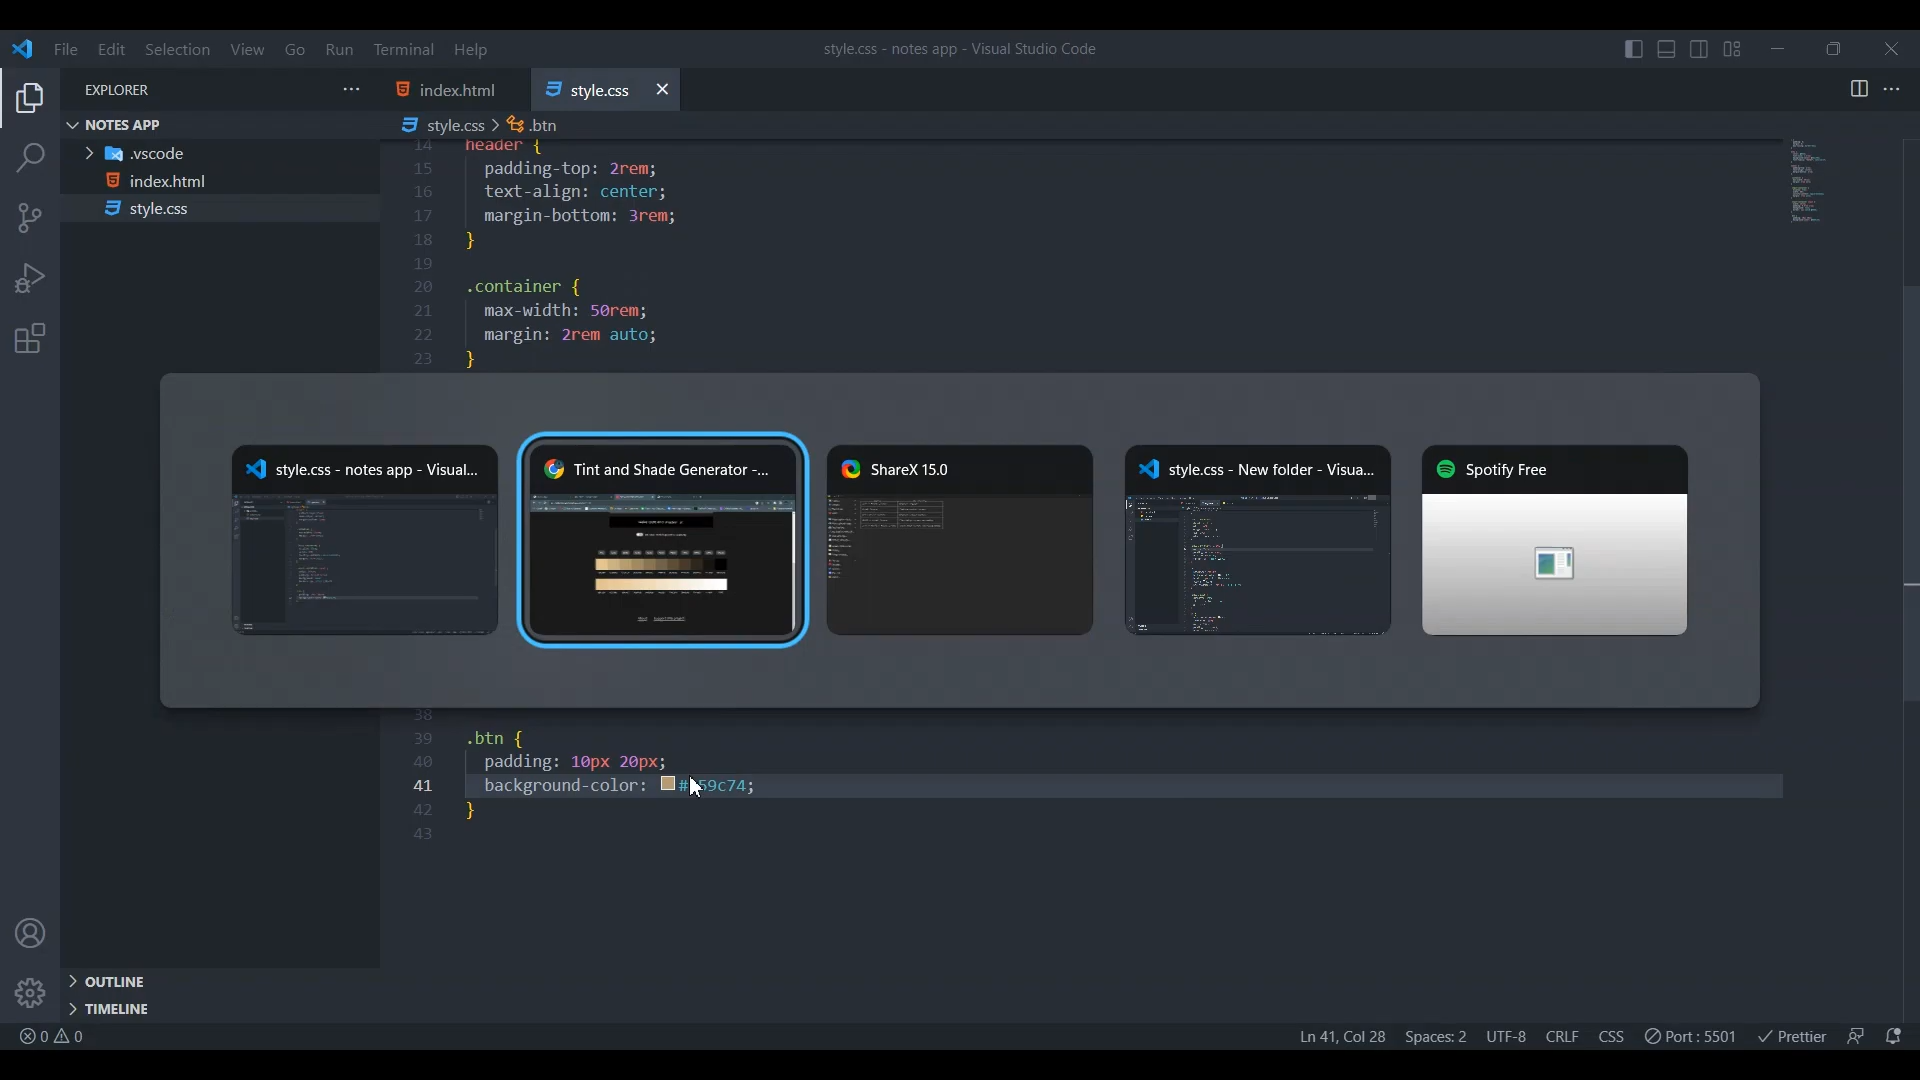 File Edit Selection View Go Run Terminal Help
style.css - notes app - Visual Studio Code
EXPLORER
index.html
style.css
NOTES APP
style.css > .btn
.vscode
index.html
style.css
14 header {
15 padding-top: 2rem;
16 text-align: center;
17 margin-bottom: 3rem;
18 }
19
20 .container {
21 max-width: 50rem;
22 margin: 2rem auto;
23 }
style.css - notes app - Visual...
Tint and Shade Generator -...
ShareX 15.0
style.css - New folder - Visua...
Spotify Free
38
39 .btn {
40 padding: 10px 20px;
41 background-color:
42 }
43
OUTLINE
TIMELINE
0 0
Ln 41, Col 28 Spaces: 2 UTF-8 CRLF CSS Port : 5501 Prettier